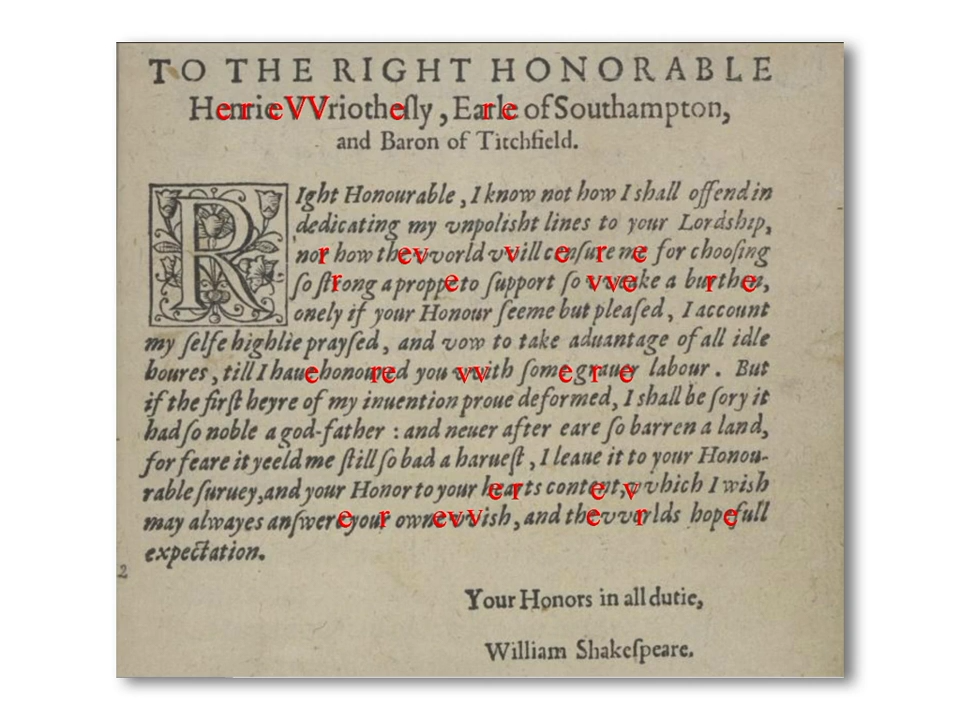 TO THE RIGHT HONORABLE
Henrie VVriothesly, Earle of Southampton,
and Baron of Titchfield.
RIght Honourable, I know not how I shall offend in
dedicating my vnpolisht lines to your Lordship,
nor how the vvorld vvill censure me for choosing
so strong a proppe to support so vveake a burthen,
onely if your Honour seeme but pleased, I account
my selfe highlie praysed, and vow to take aduantage of all idle
houres, till I haue honoured you vvith some grauer labour. But
if the first heyre of my inuention proue deformed, I shall be sory it
had so noble a god-father : and neuer after eare so barren a land,
for feare it yeeld me still so bad a haruest, I leaue it to your Honou-
rable suruey, and your Honor to your hearts content, vvhich I wish
may alwayes answere your owne vvish, and the vvorlds hopefull
expectation.
2
Your Honors in all dutie,
William Shakespeare.